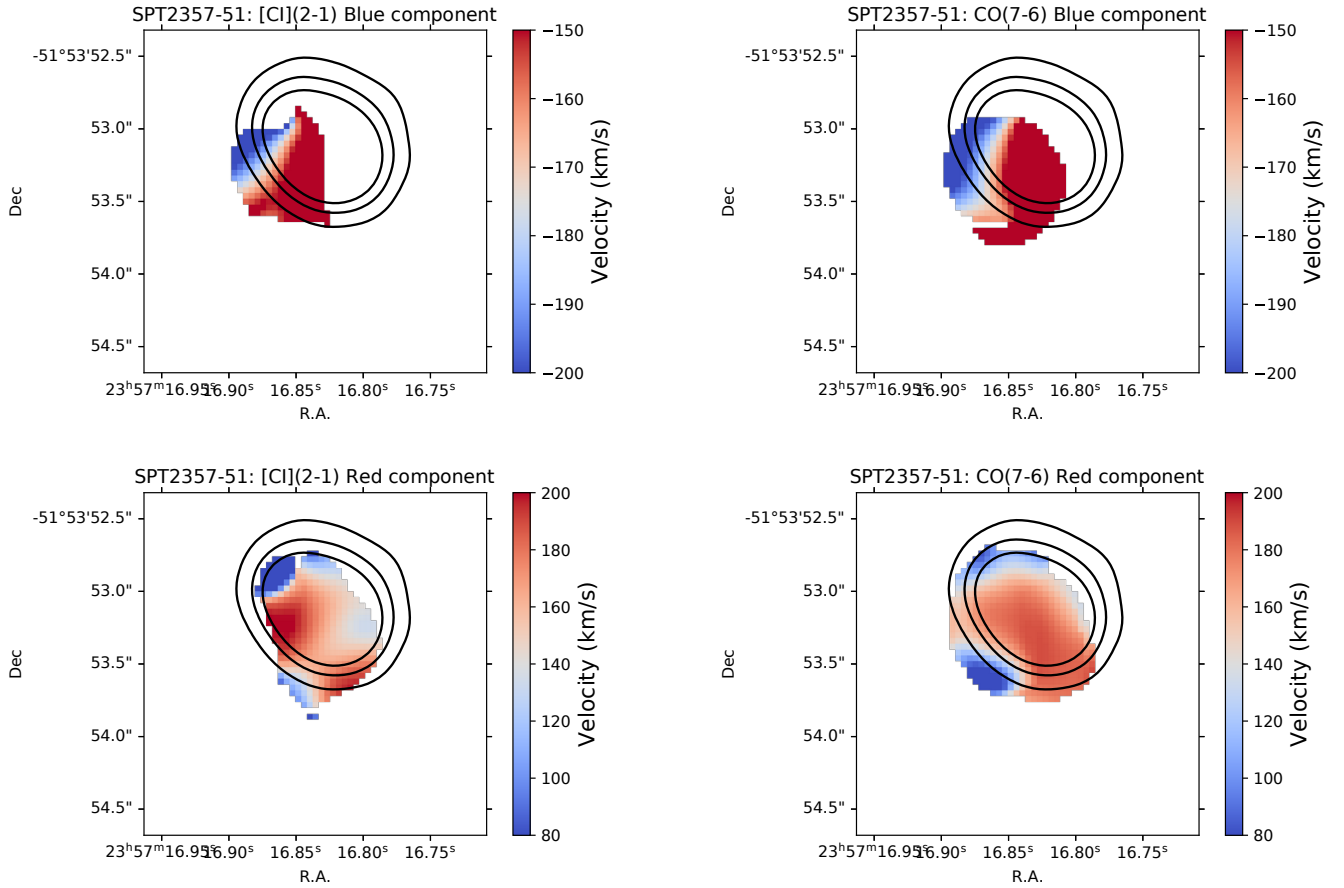 SPT2357-51: [CI](2-1) Blue component
-51°53'52.5"
53.0"
53.5"
54.0"
54.5"
Dec
23ʰ57ᵐ16.95ˢ
16.90ˢ
16.85ˢ
16.80ˢ
16.75ˢ
R.A.
−150
−160
−170
−180
−190
−200
Velocity (km/s)
SPT2357-51: CO(7-6) Blue component
-51°53'52.5"
53.0"
53.5"
54.0"
54.5"
Dec
23ʰ57ᵐ16.95ˢ
16.90ˢ
16.85ˢ
16.80ˢ
16.75ˢ
R.A.
−150
−160
−170
−180
−190
−200
Velocity (km/s)
SPT2357-51: [CI](2-1) Red component
-51°53'52.5"
53.0"
53.5"
54.0"
54.5"
Dec
23ʰ57ᵐ16.95ˢ
16.90ˢ
16.85ˢ
16.80ˢ
16.75ˢ
R.A.
200
180
160
140
120
100
80
Velocity (km/s)
SPT2357-51: CO(7-6) Red component
-51°53'52.5"
53.0"
53.5"
54.0"
54.5"
Dec
23ʰ57ᵐ16.95ˢ
16.90ˢ
16.85ˢ
16.80ˢ
16.75ˢ
R.A.
200
180
160
140
120
100
80
Velocity (km/s)